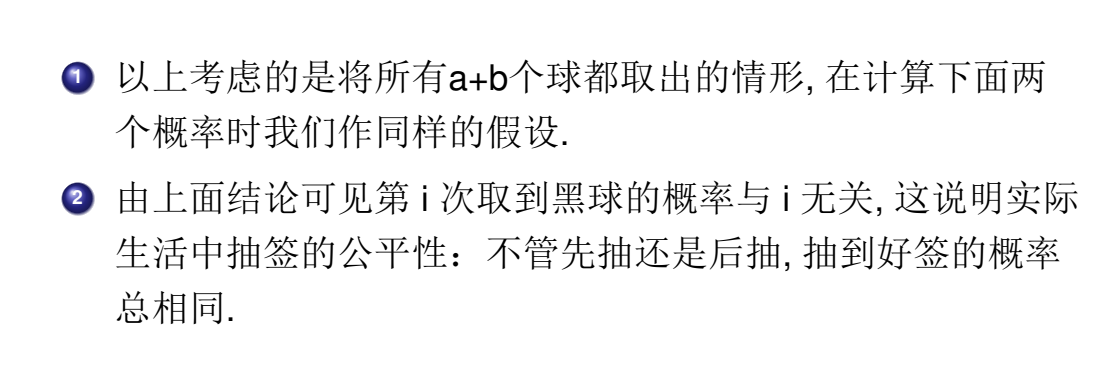 1 以上考虑的是将所有a+b个球都取出的情形, 在计算下面两
个概率时我们作同样的假设.
2 由上面结论可见第 i 次取到黑球的概率与 i 无关, 这说明实际
生活中抽签的公平性：不管先抽还是后抽, 抽到好签的概率
总相同.